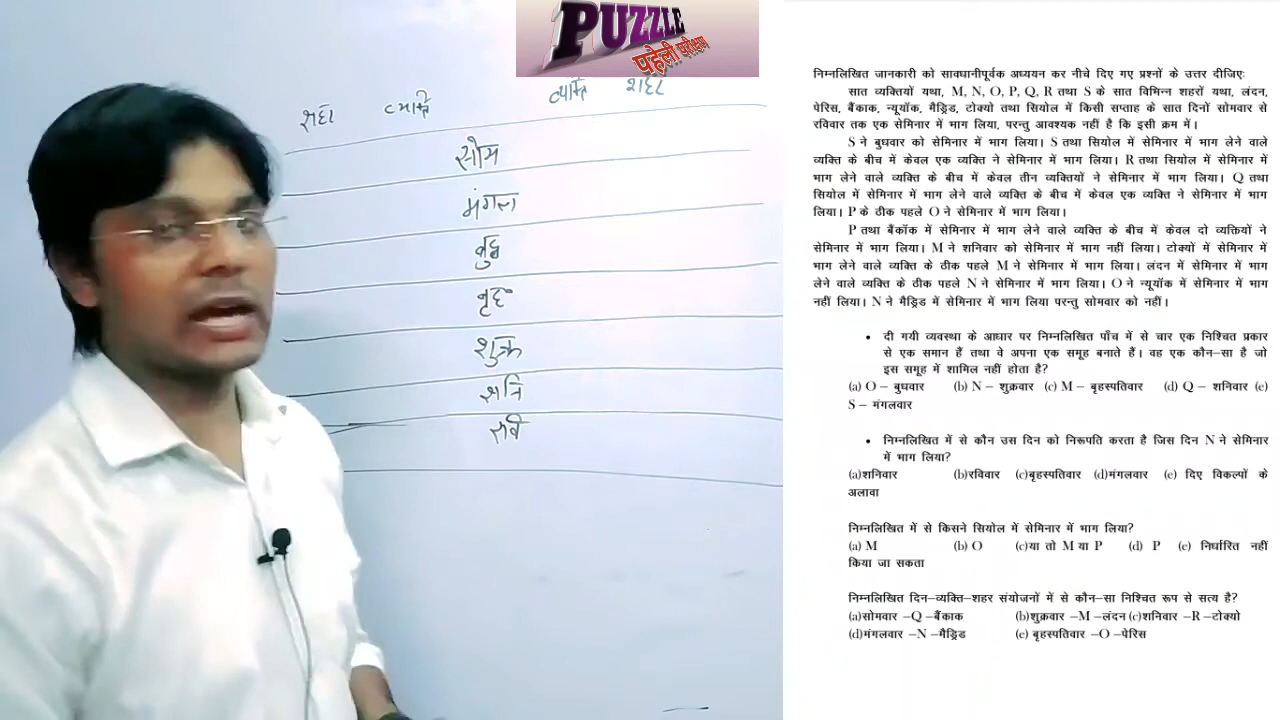 PUZZLE
पहेली परीक्षण
शहर व्यक्ति व्यक्ति शहर
सोम
मंगल
बुध
बृह०
शुक्र
शनि
रवि
निम्नलिखित जानकारी को सावधानीपूर्वक अध्ययन कर नीचे दिए गए प्रश्नों के उत्तर दीजिएः
सात व्यक्तियों यथा, M, N, O, P, Q, R तथा S के सात विभिन्न शहरों यथा, लंदन,
पेरिस, बैंकाक, न्यूयॉक, मैड्रिड, टोक्यो तथा सियोल में किसी सप्ताह के सात दिनों सोमवार से
रविवार तक एक सेमिनार में भाग लिया, परन्तु आवश्यक नहीं है कि इसी क्रम में।
S ने बुधवार को सेमिनार में भाग लिया। S तथा सियोल में सेमिनार में भाग लेने वाले
व्यक्ति के बीच में केवल एक व्यक्ति ने सेमिनार में भाग लिया। R तथा सियोल में सेमिनार में
भाग लेने वाले व्यक्ति के बीच में केवल तीन व्यक्तियों ने सेमिनार में भाग लिया। Q तथा
सियोल में सेमिनार में भाग लेने वाले व्यक्ति के बीच में केवल एक व्यक्ति ने सेमिनार में भाग
लिया। P के ठीक पहले O ने सेमिनार में भाग लिया।
P तथा बैंकॉक में सेमिनार में भाग लेने वाले व्यक्ति के बीच में केवल दो व्यक्तियों ने
सेमिनार में भाग लिया। M ने शनिवार को सेमिनार में भाग नहीं लिया। टोक्यो में सेमिनार में
भाग लेने वाले व्यक्ति के ठीक पहले M ने सेमिनार में भाग लिया। लंदन में सेमिनार में भाग
लेने वाले व्यक्ति के ठीक पहले N ने सेमिनार में भाग लिया। O ने न्यूयॉक में सेमिनार में भाग
नहीं लिया। N ने मैड्रिड में सेमिनार में भाग लिया परन्तु सोमवार को नहीं।
• दी गयी व्यवस्था के आधार पर निम्नलिखित पाँच में से चार एक निश्चित प्रकार
से एक समान हैं तथा वे अपना एक समूह बनाते हैं। वह एक कौन–सा है जो
इस समूह में शामिल नहीं होता है?
(a) O – बुधवार (b) N – शुक्रवार (c) M – बृहस्पतिवार (d) Q – शनिवार (e)
S – मंगलवार
• निम्नलिखित में से कौन उस दिन को निरूपति करता है जिस दिन N ने सेमिनार
में भाग लिया?
(a)शनिवार (b)रविवार (c)बृहस्पतिवार (d)मंगलवार (e) दिए विकल्पों के
अलावा
निम्नलिखित में से किसने सियोल में सेमिनार में भाग लिया?
(a) M (b) O (c)या तो M या P (d) P (e) निर्धारित नहीं
किया जा सकता
निम्नलिखित दिन–व्यक्ति–शहर संयोजनों में से कौन–सा निश्चित रूप से सत्य है?
(a)सोमवार –Q –बैंकाक (b)शुक्रवार –M –लंदन (c)शनिवार –R –टोक्यो
(d)मंगलवार –N –मैड्रिड (e) बृहस्पतिवार –O –पेरिस